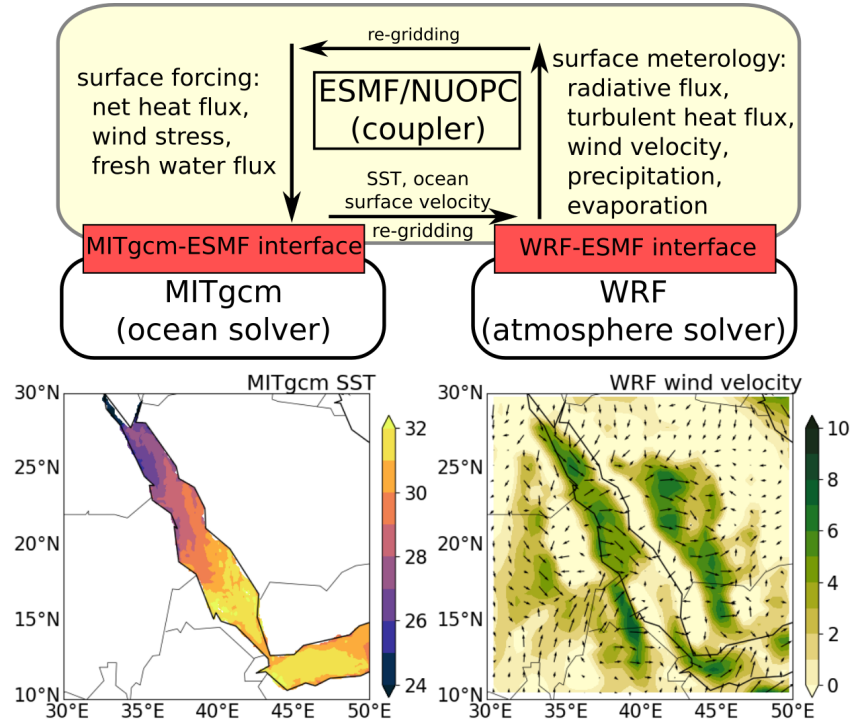 re-gridding
surface forcing:
net heat flux,
wind stress,
fresh water flux
ESMF/NUOPC
(coupler)
surface meterology:
radiative flux,
turbulent heat flux,
wind velocity,
precipitation,
evaporation
SST, ocean
surface velocity
re-gridding
MITgcm-ESMF interface
WRF-ESMF interface
MITgcm
(ocean solver)
WRF
(atmosphere solver)
MITgcm SST
30°N
25°N
20°N
15°N
10°N
30°E
35°E
40°E
45°E
50°E
32
30
28
26
24
WRF wind velocity
30°N
25°N
20°N
15°N
10°N
30°E
35°E
40°E
45°E
50°E
10
8
6
4
2
0